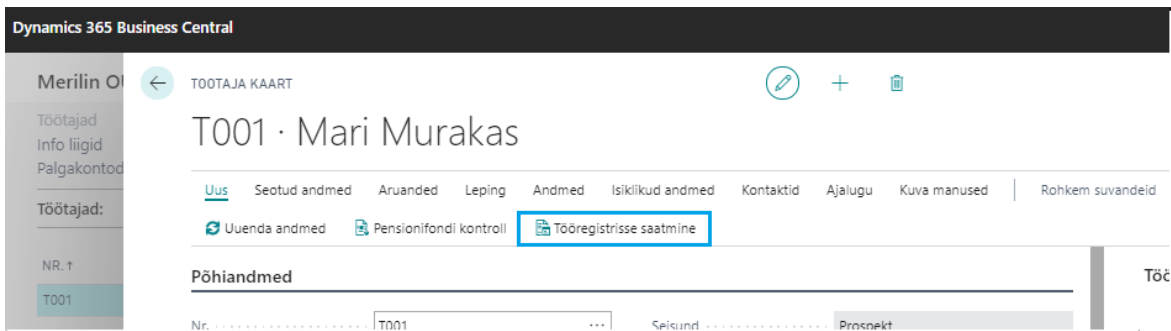 Dynamics 365 Business Central
Merilin
TOOTAJA KAART
T001 · Mari Murakas
Töötajad
Info liigid
Palgakontod
Töötajad:
NR. ↑
T001
Uus Seotud andmed Aruanded Leping Andmed Isiklikud andmed Kontaktid Ajalugu Kuva manused Rohkem suvandeid
Uuenda andmed Pensionifondi kontroll Tööregistrisse saatmine
Põhiandmed
Nr. T001 ... Seisund Prospekt